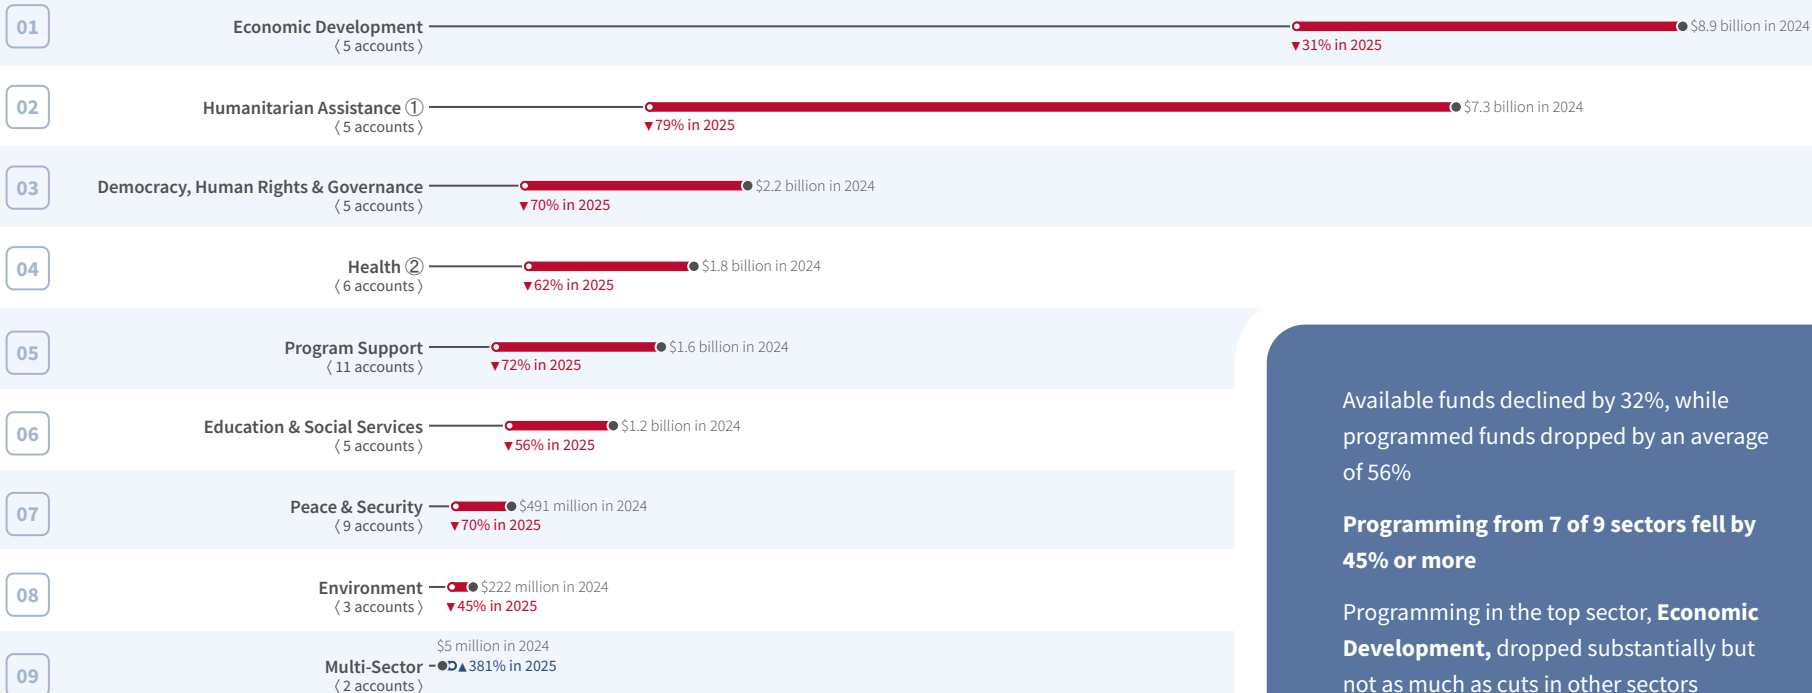 01
Economic Development
⟨ 5 accounts ⟩
$8.9 billion in 2024
▼31% in 2025
02
Humanitarian Assistance ①
⟨ 5 accounts ⟩
$7.3 billion in 2024
▼79% in 2025
03
Democracy, Human Rights & Governance
⟨ 5 accounts ⟩
$2.2 billion in 2024
▼70% in 2025
04
Health ②
⟨ 6 accounts ⟩
$1.8 billion in 2024
▼62% in 2025
05
Program Support
⟨ 11 accounts ⟩
$1.6 billion in 2024
▼72% in 2025
06
Education & Social Services
⟨ 5 accounts ⟩
$1.2 billion in 2024
▼56% in 2025
07
Peace & Security
⟨ 9 accounts ⟩
$491 million in 2024
▼70% in 2025
08
Environment
⟨ 3 accounts ⟩
$222 million in 2024
▼45% in 2025
09
Multi-Sector
⟨ 2 accounts ⟩
$5 million in 2024
▲381% in 2025
Available funds declined by 32%, while
programmed funds dropped by an average
of 56%
Programming from 7 of 9 sectors fell by
45% or more
Programming in the top sector, Economic
Development, dropped substantially but
not as much as cuts in other sectors